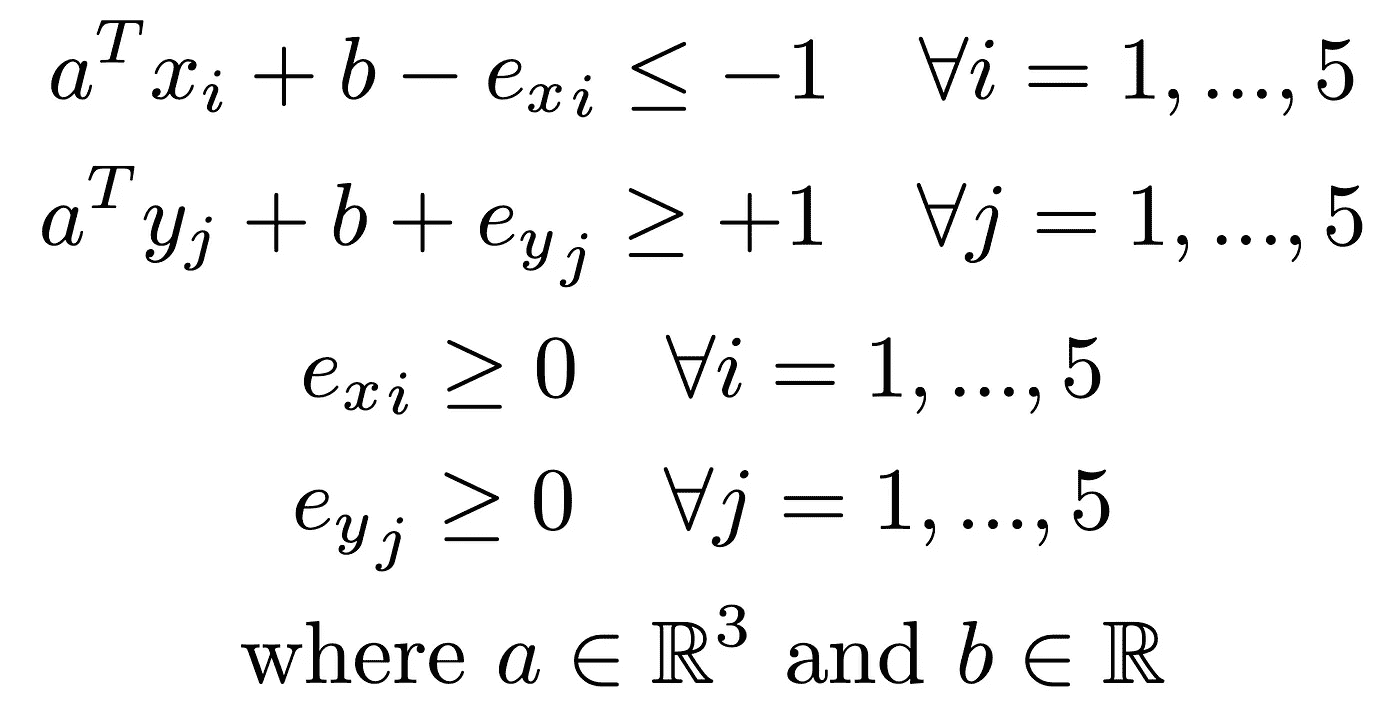 a^T x_i + b − e_{x_i} ≤ −1 ∀i = 1, ..., 5
a^T y_j + b + e_{y_j} ≥ +1 ∀j = 1, ..., 5
e_{x_i} ≥ 0 ∀i = 1, ..., 5
e_{y_j} ≥ 0 ∀j = 1, ..., 5
where a ∈ ℝ^3 and b ∈ ℝ